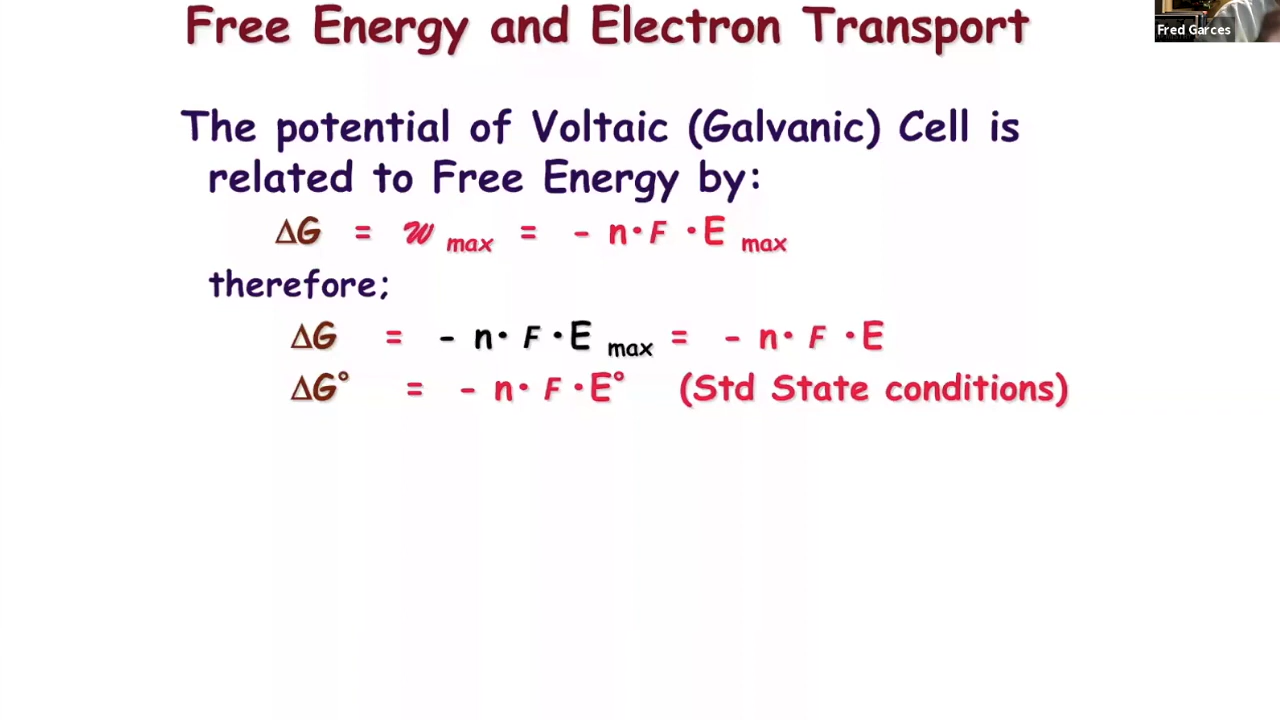 Free Energy and Electron Transport
Fred Garces
The potential of Voltaic (Galvanic) Cell is
related to Free Energy by:
ΔG = w max = - n• F • E max
therefore;
ΔG = - n• F • E max = - n• F • E
ΔG° = - n• F • E° (Std State conditions)